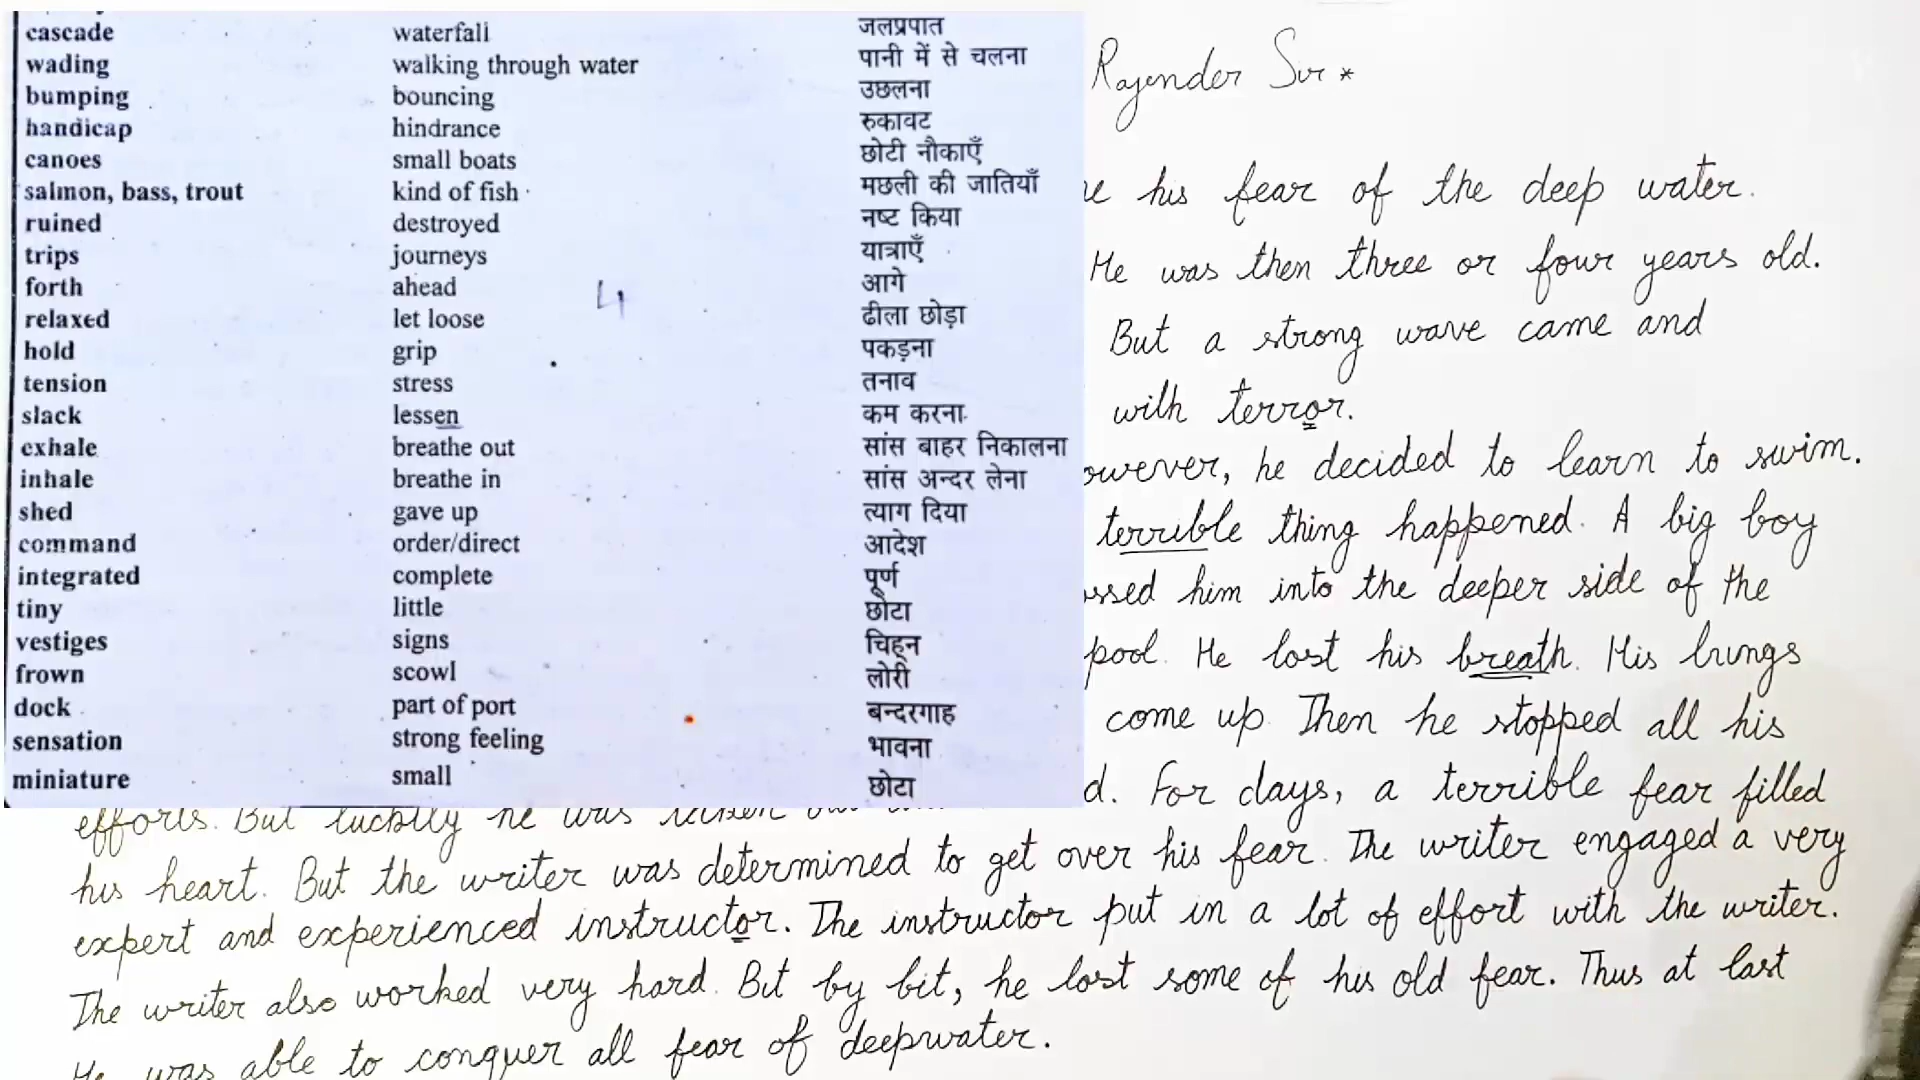 cascade waterfall जलप्रपात
wading walking through water पानी में से चलना
bumping bouncing उछलना
handicap hindrance रुकावट
canoes small boats छोटी नौकाएँ
salmon, bass, trout kind of fish मछली की जातियाँ
ruined destroyed नष्ट किया
trips journeys यात्राएँ
forth ahead 4 आगे
relaxed let loose ढीला छोड़ा
hold grip पकड़ना
tension stress तनाव
slack lessen कम करना
exhale breathe out सांस बाहर निकालना
inhale breathe in सांस अन्दर लेना
shed gave up त्याग दिया
command order/direct आदेश
integrated complete पूर्ण
tiny little छोटा
vestiges signs चिह्न
frown scowl लोरी
dock part of port बन्दरगाह
sensation strong feeling भावना
miniature small छोटा
Rajender Sir *
his fear of the deep water.
He was then three or four years old.
But a strong wave came and
with terror.
owever, he decided to learn to swim.
terrible thing happened. A big boy
ssed him into the deeper side of the
pool. He lost his breath. His lungs
come up. Then he stopped all his
d. For days, a terrible fear filled
efforts. But luckily he was taken
his heart. But the writer was determined to get over his fear. The writer engaged a very
expert and experienced instructor. The instructor put in a lot of effort with the writer.
The writer also worked very hard. Bit by bit, he lost some of his old fear. Thus at last
He was able to conquer all fear of deepwater.